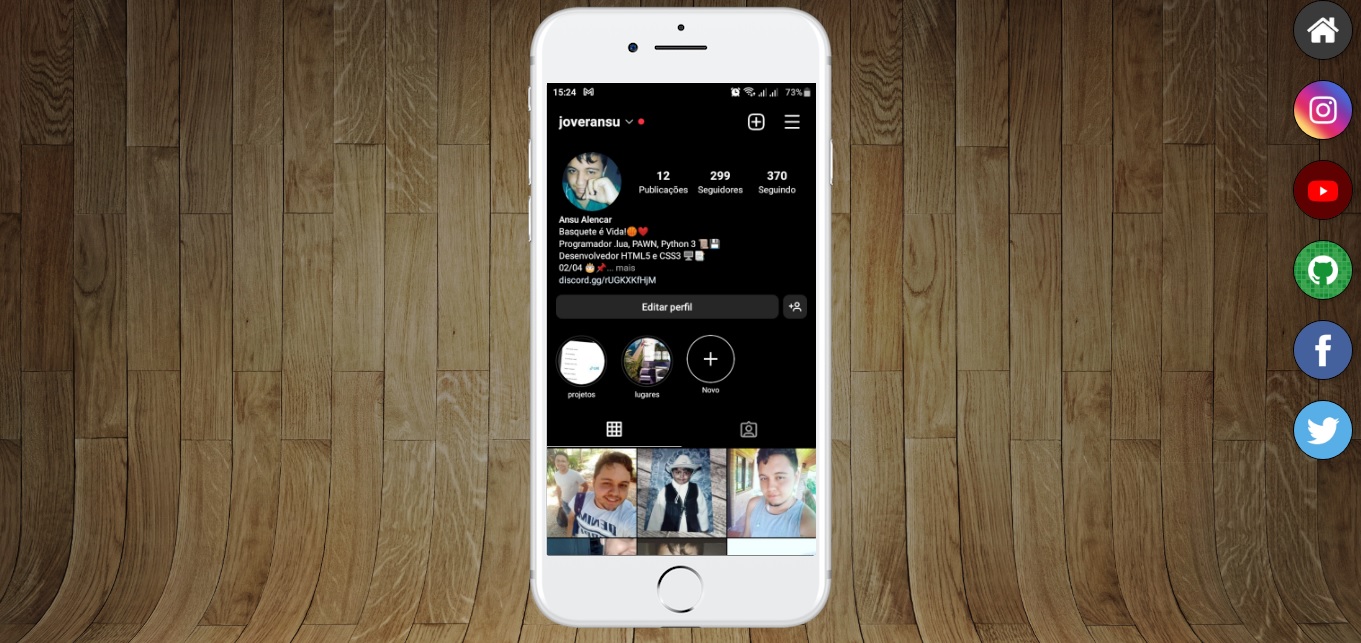 15:24
73%
joveransu
12 299 370
Publicações Seguidores Seguindo
Ansu Alencar
Basquete é Vida!🏀❤️
Programador .lua, PAWN, Python 3 📜💾
Desenvolvedor HTML5 e CSS3 🖥️📑
02/04 🎂📌... mais
discord.gg/rUGKXKfHjM
Editar perfil
projetos lugares Novo
DENIM